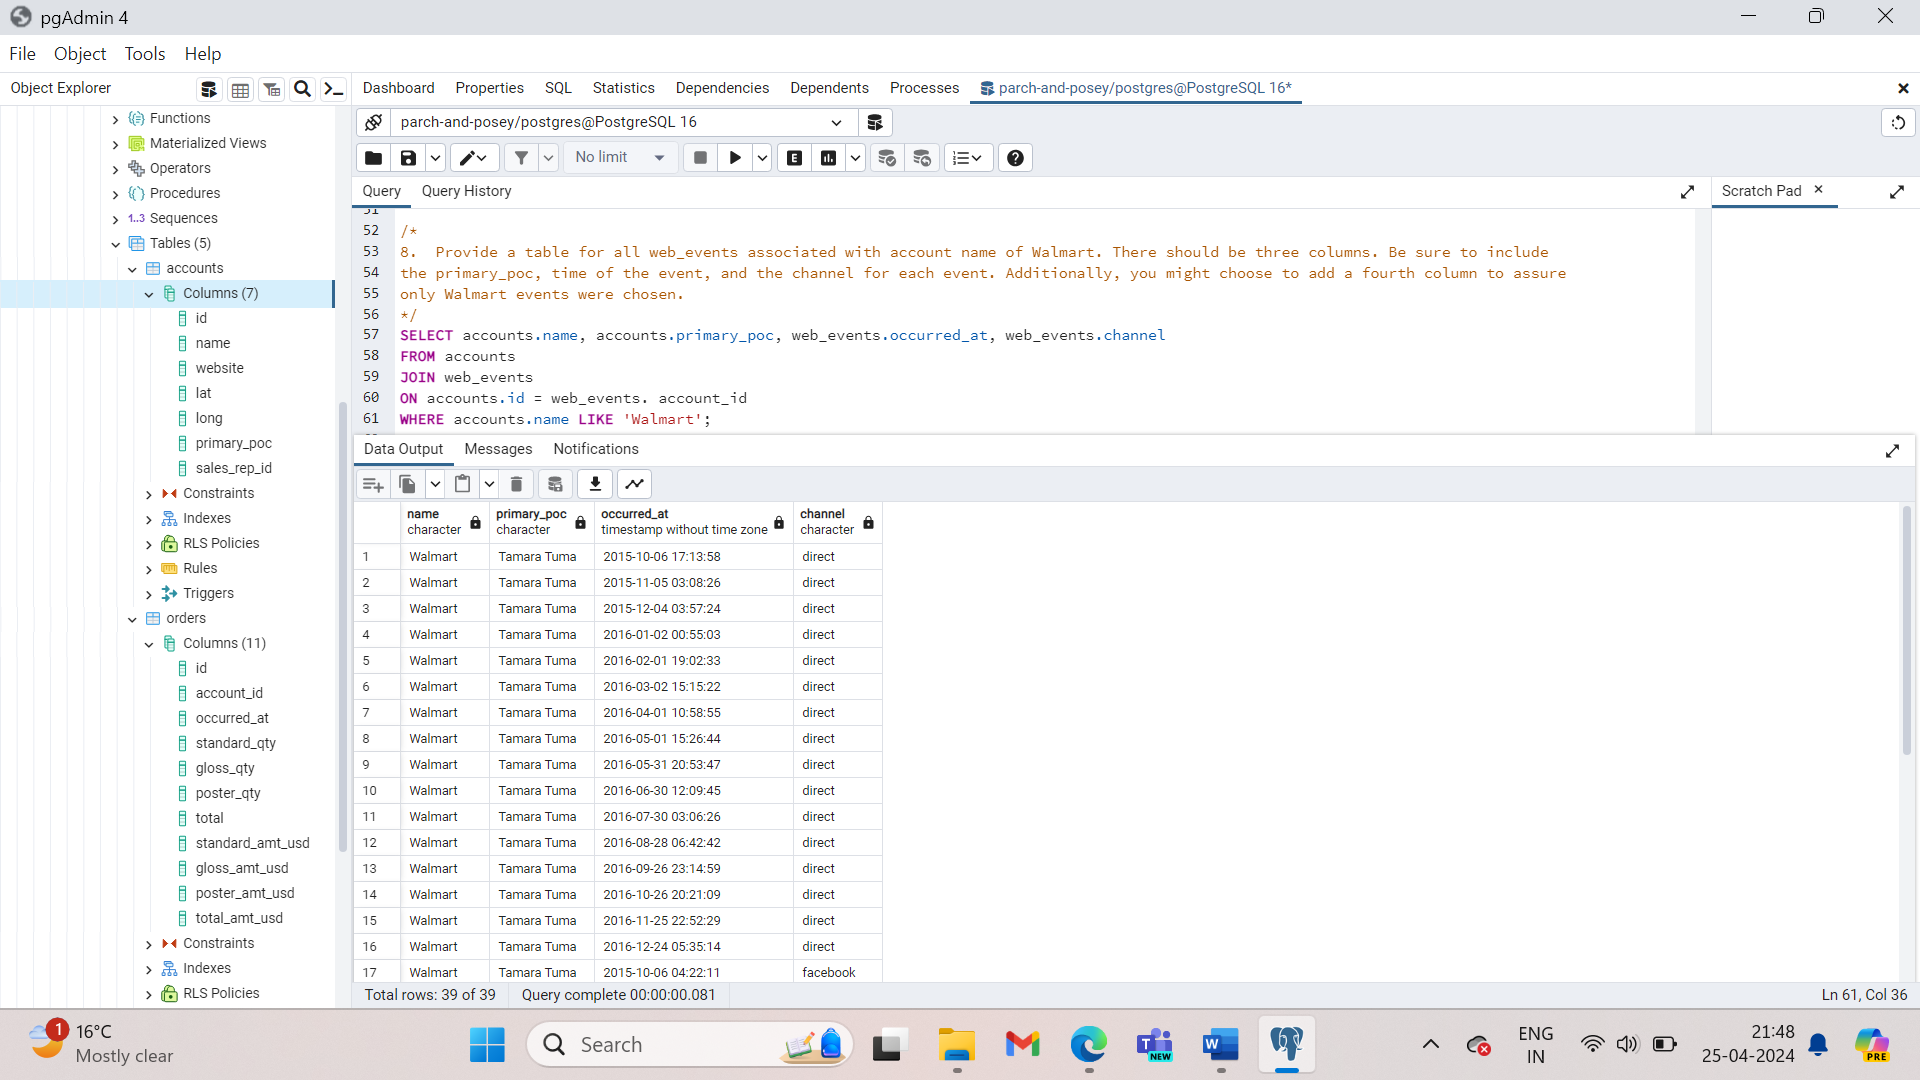 pgAdmin 4
File Object Tools Help
Object Explorer
Dashboard Properties SQL Statistics Dependencies Dependents Processes parch-and-posey/postgres@PostgreSQL 16*
Functions
Materialized Views
Operators
Procedures
1..3 Sequences
Tables (5)
accounts
Columns (7)
id
name
website
lat
long
primary_poc
sales_rep_id
Constraints
Indexes
RLS Policies
Rules
Triggers
orders
Columns (11)
id
account_id
occurred_at
standard_qty
gloss_qty
poster_qty
total
standard_amt_usd
gloss_amt_usd
poster_amt_usd
total_amt_usd
Constraints
Indexes
RLS Policies
parch-and-posey/postgres@PostgreSQL 16
No limit
E
Query Query History
Scratch Pad
51
52 /*
53 8. Provide a table for all web_events associated with account name of Walmart. There should be three columns. Be sure to include
54 the primary_poc, time of the event, and the channel for each event. Additionally, you might choose to add a fourth column to assure
55 only Walmart events were chosen.
56 */
57 SELECT accounts.name, accounts.primary_poc, web_events.occurred_at, web_events.channel
58 FROM accounts
59 JOIN web_events
60 ON accounts.id = web_events. account_id
61 WHERE accounts.name LIKE 'Walmart';
Data Output Messages Notifications
name primary_poc occurred_at channel
character character timestamp without time zone character
1 Walmart Tamara Tuma 2015-10-06 17:13:58 direct
2 Walmart Tamara Tuma 2015-11-05 03:08:26 direct
3 Walmart Tamara Tuma 2015-12-04 03:57:24 direct
4 Walmart Tamara Tuma 2016-01-02 00:55:03 direct
5 Walmart Tamara Tuma 2016-02-01 19:02:33 direct
6 Walmart Tamara Tuma 2016-03-02 15:15:22 direct
7 Walmart Tamara Tuma 2016-04-01 10:58:55 direct
8 Walmart Tamara Tuma 2016-05-01 15:26:44 direct
9 Walmart Tamara Tuma 2016-05-31 20:53:47 direct
10 Walmart Tamara Tuma 2016-06-30 12:09:45 direct
11 Walmart Tamara Tuma 2016-07-30 03:06:26 direct
12 Walmart Tamara Tuma 2016-08-28 06:42:42 direct
13 Walmart Tamara Tuma 2016-09-26 23:14:59 direct
14 Walmart Tamara Tuma 2016-10-26 20:21:09 direct
15 Walmart Tamara Tuma 2016-11-25 22:52:29 direct
16 Walmart Tamara Tuma 2016-12-24 05:35:14 direct
17 Walmart Tamara Tuma 2015-10-06 04:22:11 facebook
Total rows: 39 of 39 Query complete 00:00:00.081 Ln 61, Col 36
1
16°C
Mostly clear
Search
NEW
W
ENG
IN
21:48
25-04-2024
PRE